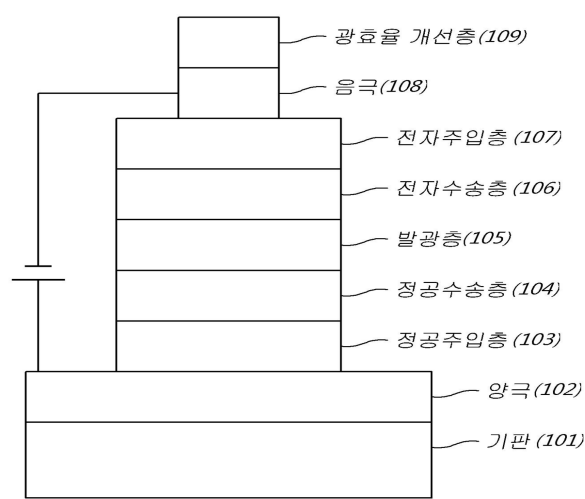 광효율 개선층(109)
음극(108)
전자주입층(107)
전자수송층(106)
발광층(105)
정공수송층(104)
정공주입층(103)
양극(102)
기판(101)